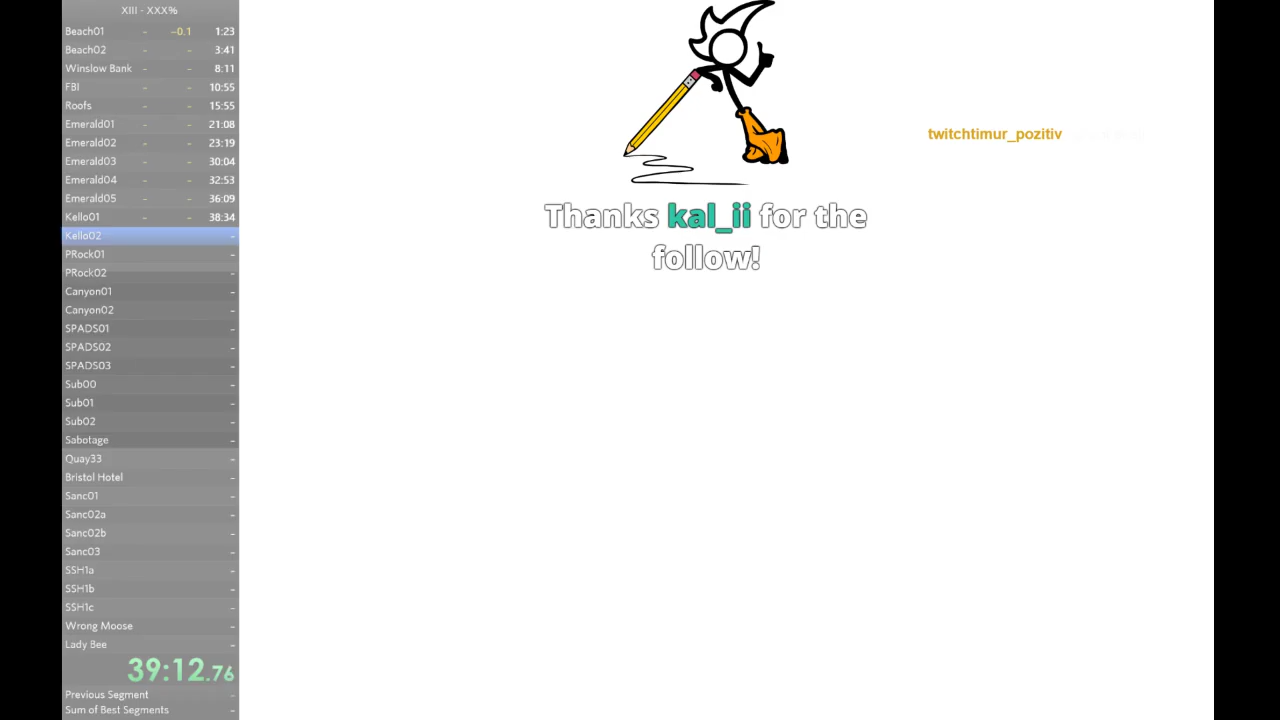 XIII - XXX%
Beach01 - −0.1 1:23
Beach02 - - 3:41
Winslow Bank - - 8:11
FBI - - 10:55
Roofs - - 15:55
Emerald01 - - 21:08
Emerald02 - - 23:19
Emerald03 - - 30:04
Emerald04 - - 32:53
Emerald05 - - 36:09
Kello01 - - 38:34
Kello02 -
PRock01 -
PRock02 -
Canyon01 -
Canyon02 -
SPADS01 -
SPADS02 -
SPADS03 -
Sub00 -
Sub01 -
Sub02 -
Sabotage -
Quay33 -
Bristol Hotel -
Sanc01 -
Sanc02a -
Sanc02b -
Sanc03 -
SSH1a -
SSH1b -
SSH1c -
Wrong Moose -
Lady Bee -
39:12.76
Previous Segment -
Sum of Best Segments -
Thanks kal_ii for the
follow!
twitchtimur_pozitiv